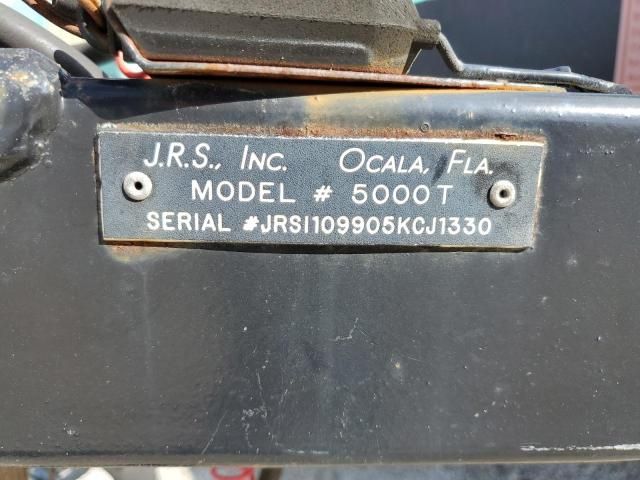 J.R.S., INC. OCALA, FLA.
MODEL # 5000T
SERIAL #JRS1109905KCJ1330